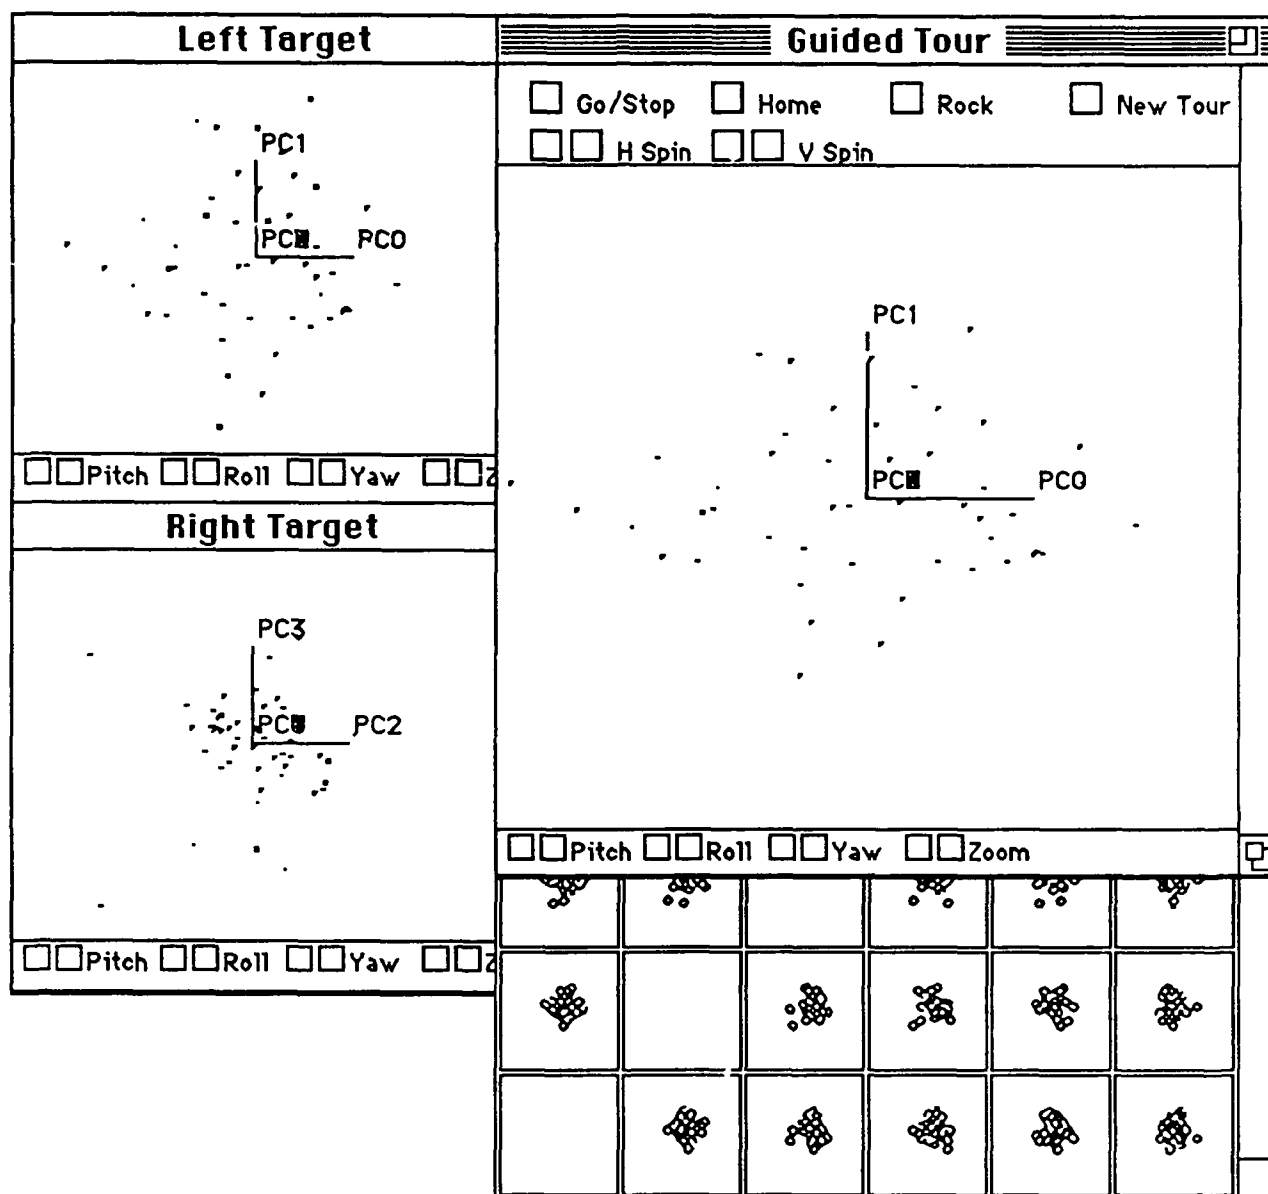 Left Target
PC1
PC0
Pitch Roll Yaw
Right Target
PC3
PC2
Pitch Roll Yaw
Guided Tour
Go/Stop Home Rock New Tour
H Spin V Spin
PC1
PC0
Pitch Roll Yaw Zoom